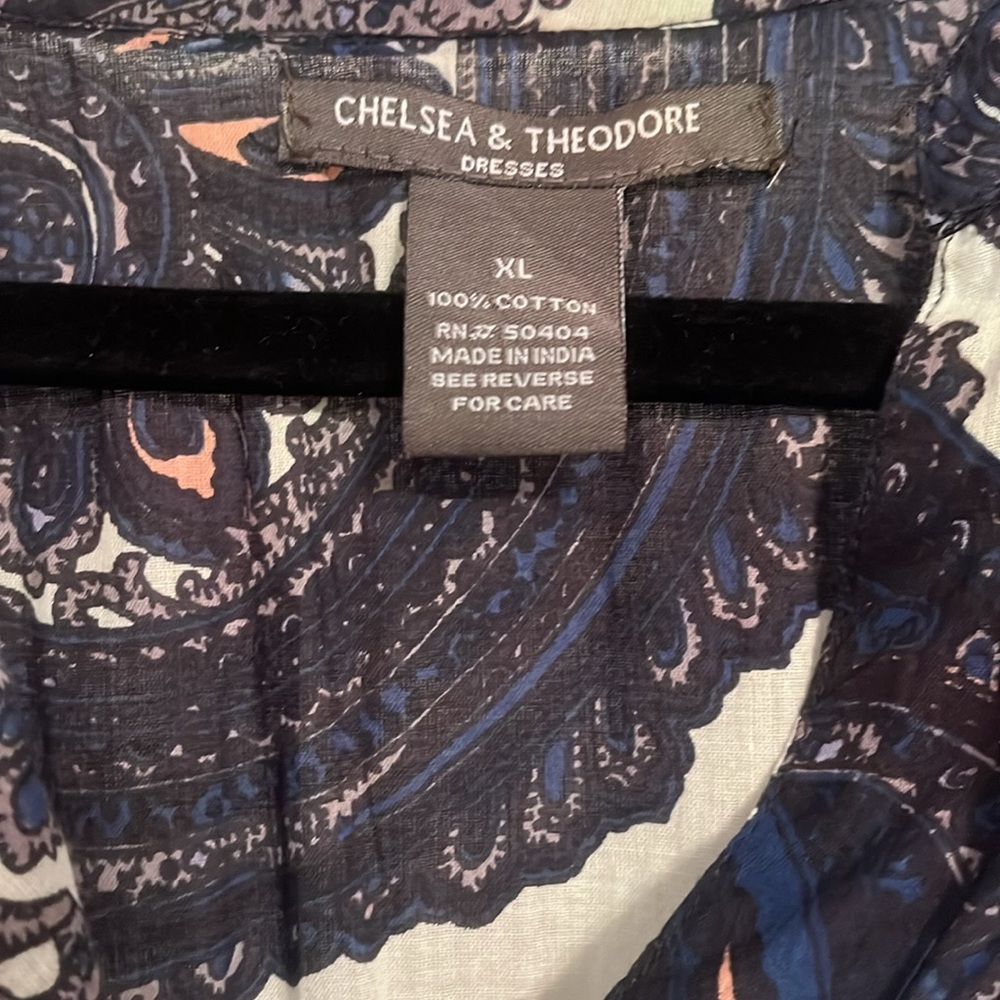 CHELSEA & THEODORE
DRESSES
XL
100% COTTON
RN# 50404
MADE IN INDIA
SEE REVERSE
FOR CARE